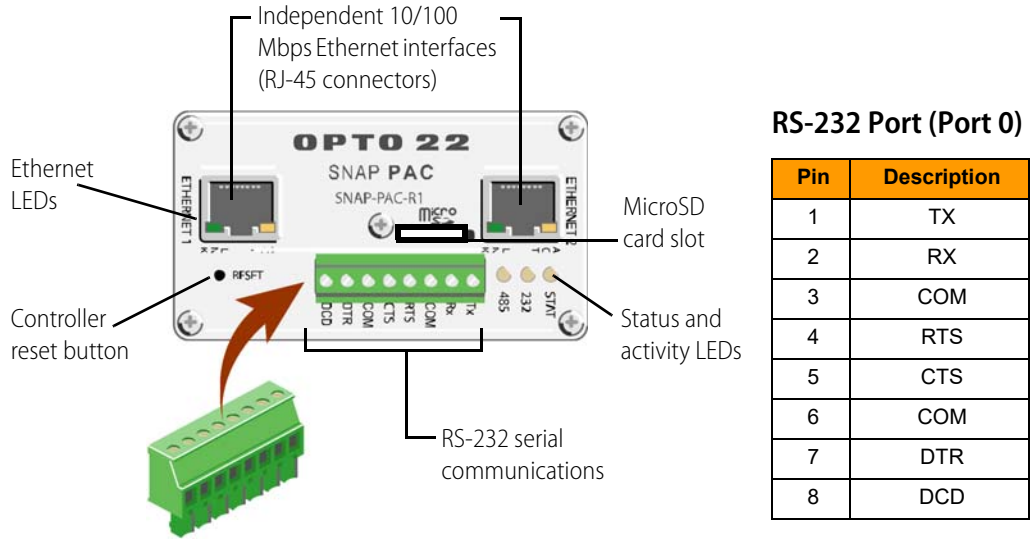 Independent 10/100
Mbps Ethernet interfaces
(RJ-45 connectors)
Ethernet
LEDs
OPTO 22
SNAP PAC
SNAP-PAC-R1
ETHERNET 1
ETHERNET 2
MicroSD
card slot
RESET
DCD
DTR
COM
CTS
RTS
COM
Rx
Tx
485
232
STAT
Controller
reset button
Status and
activity LEDs
RS-232 serial
communications
RS-232 Port (Port 0)
Pin Description
1 TX
2 RX
3 COM
4 RTS
5 CTS
6 COM
7 DTR
8 DCD